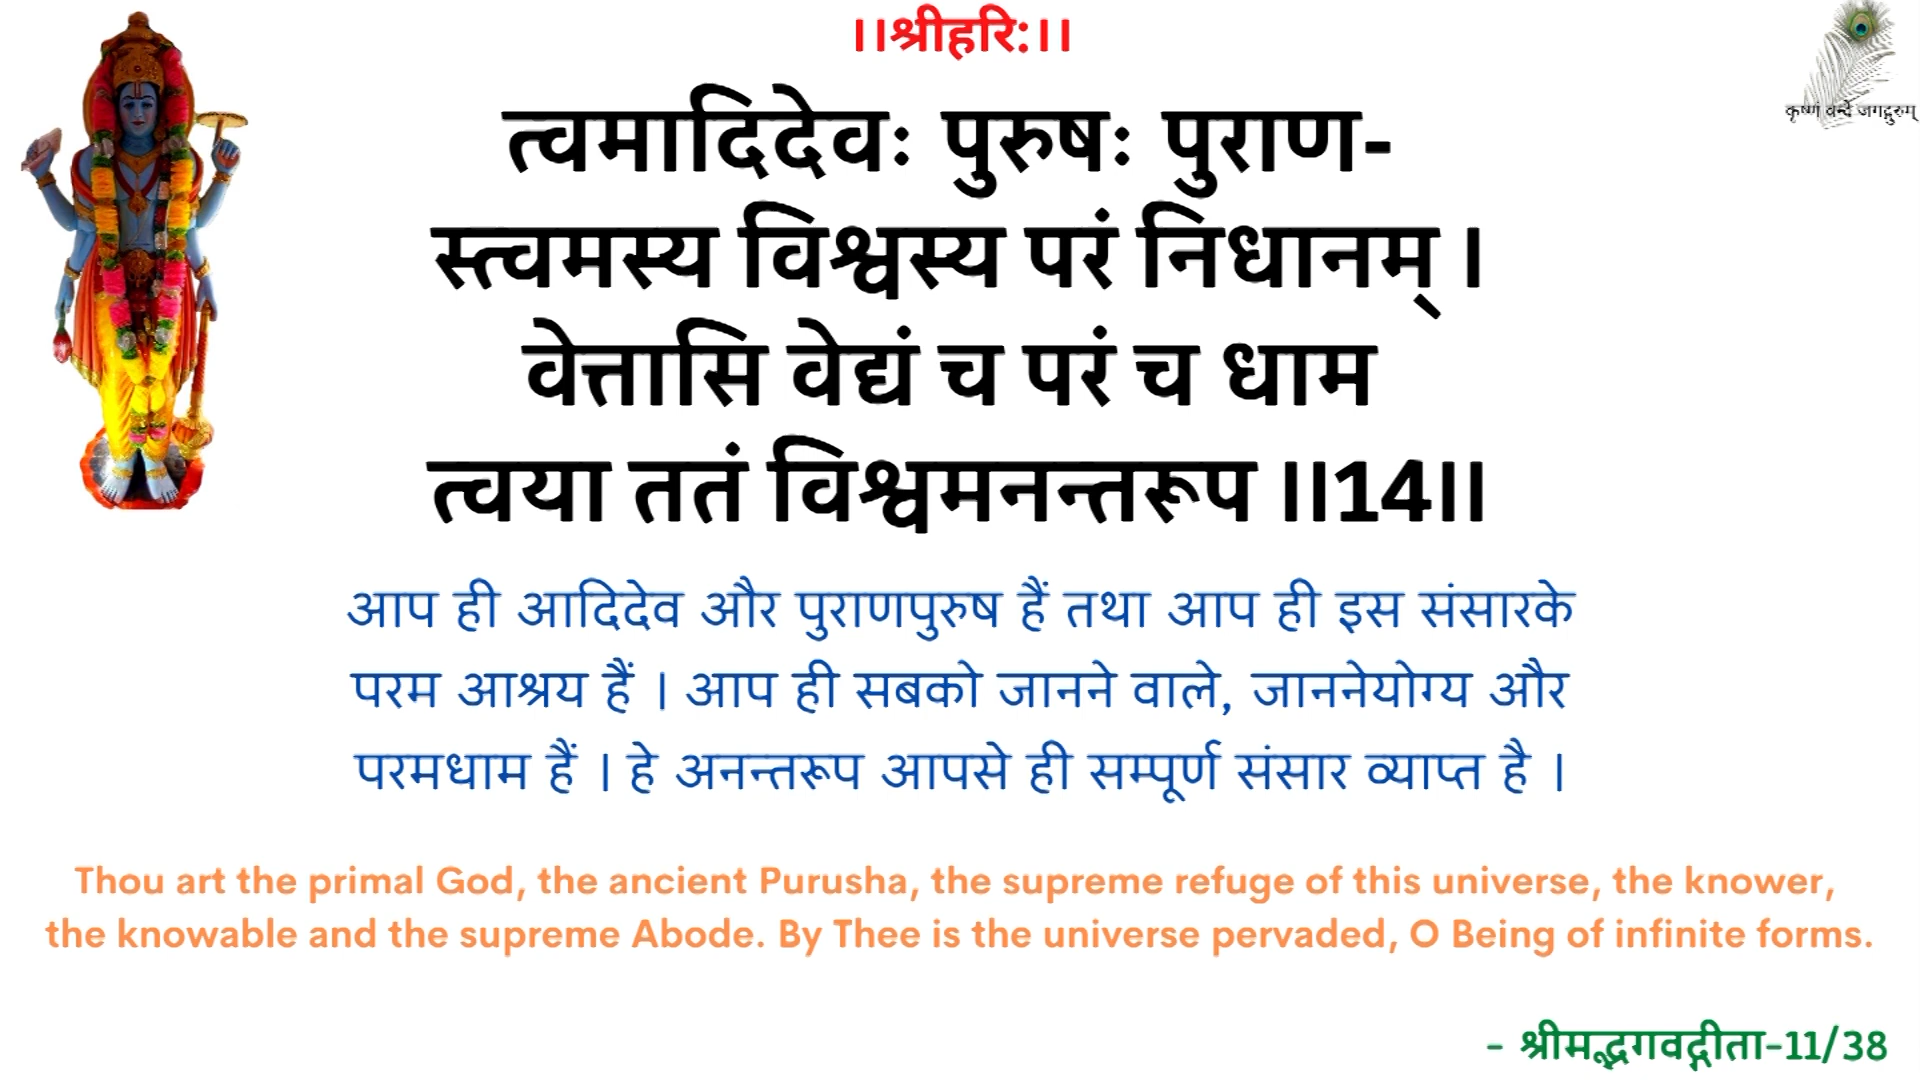 ।।श्रीहरि:।।
कृष्णं वन्दे जगद्गुरुम्
त्वमादिदेवः पुरुषः पुराण-
स्त्वमस्य विश्वस्य परं निधानम् ।
वेत्तासि वेद्यं च परं च धाम
त्वया ततं विश्वमनन्तरूप ।।14।।
आप ही आदिदेव और पुराणपुरुष हैं तथा आप ही इस संसारके
परम आश्रय हैं । आप ही सबको जानने वाले, जाननेयोग्य और
परमधाम हैं । हे अनन्तरूप आपसे ही सम्पूर्ण संसार व्याप्त है ।
Thou art the primal God, the ancient Purusha, the supreme refuge of this universe, the knower,
the knowable and the supreme Abode. By Thee is the universe pervaded, O Being of infinite forms.
- श्रीमद्भगवद्गीता-11/38